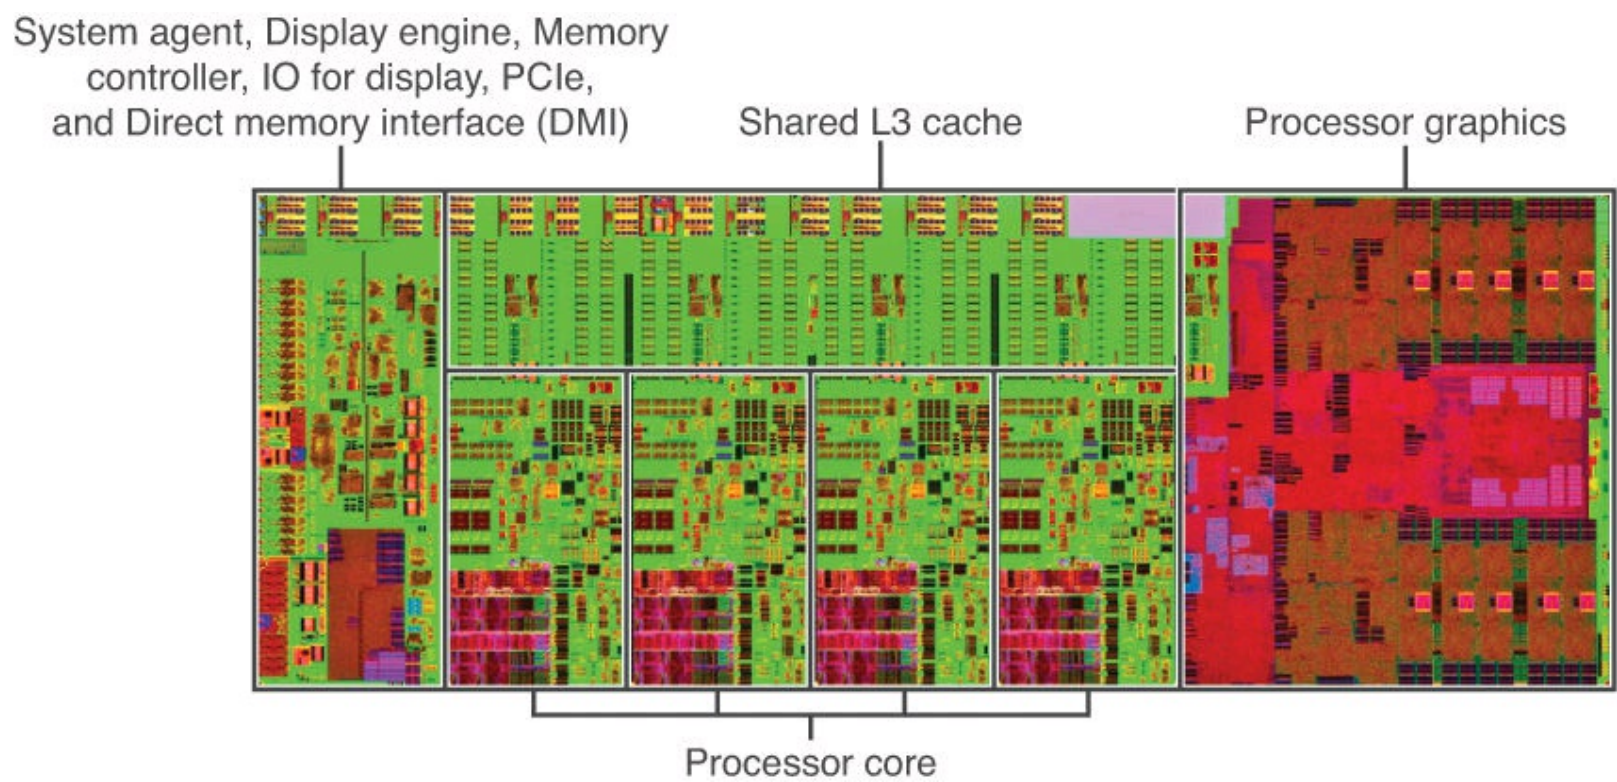 System agent, Display engine, Memory
controller, IO for display, PCIe,
and Direct memory interface (DMI)
Shared L3 cache
Processor graphics
Processor core